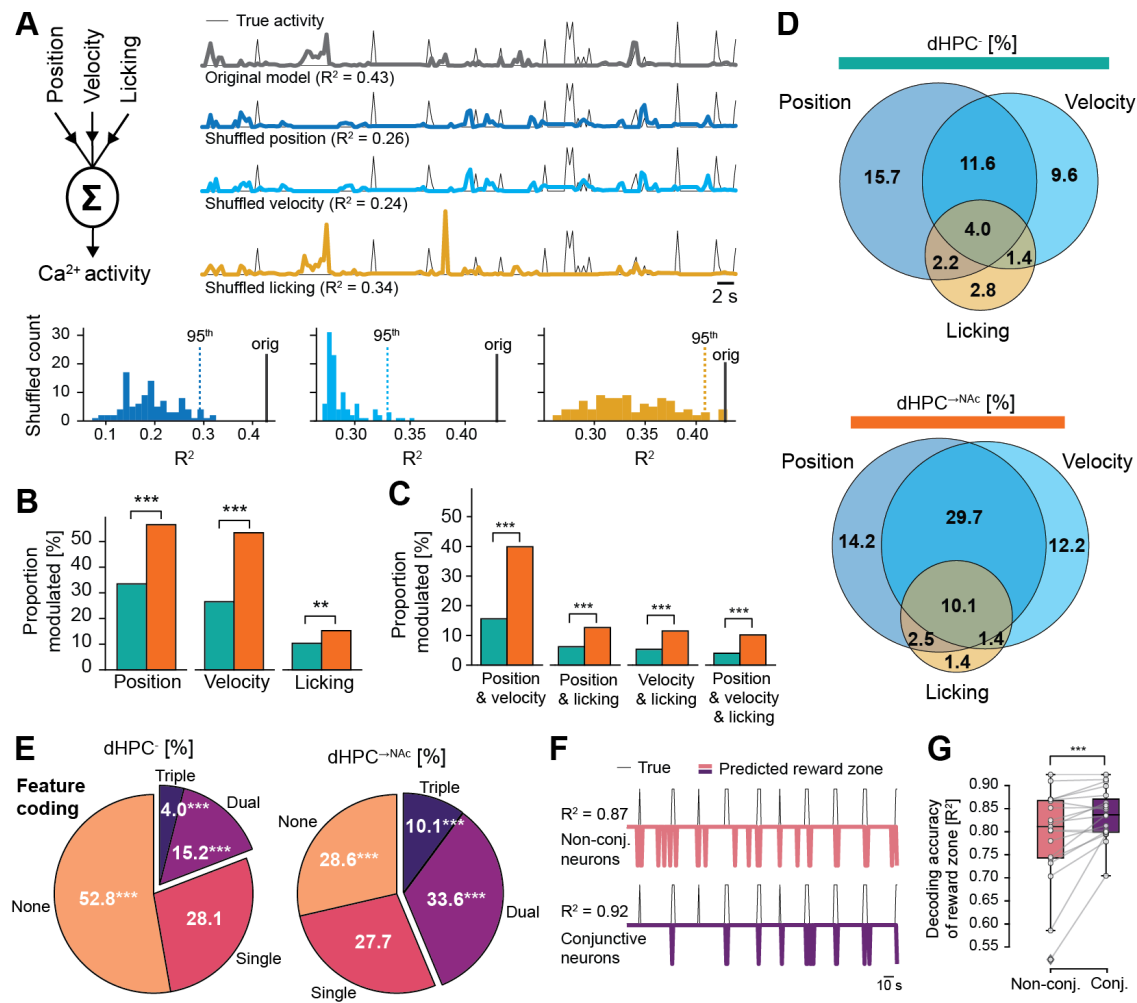 A
Position
Velocity
Licking
Σ
Ca²⁺ activity
True activity
Original model (R² = 0.43)
Shuffled position (R² = 0.26)
Shuffled velocity (R² = 0.24)
Shuffled licking (R² = 0.34)
2 s
Shuffled count
30
20
10
0
95ᵗʰ
orig
0.1 0.2 0.3 0.4
R²
95ᵗʰ
orig
0.30 0.35 0.40
R²
95ᵗʰ
orig
0.30 0.35 0.40
R²
B
Proportion
modulated [%]
50
40
30
20
10
0
***
***
**
Position
Velocity
Licking
C
Proportion
modulated [%]
50
40
30
20
10
0
***
***
***
***
Position
& velocity
Position
& licking
Velocity
& licking
Position
& velocity
& licking
D
dHPC⁻ [%]
Position
Velocity
15.7
11.6
9.6
4.0
2.2
1.4
2.8
Licking
dHPC→NAc [%]
Position
Velocity
14.2
29.7
12.2
10.1
2.5
1.4
1.4
Licking
E
Feature
coding
dHPC⁻ [%]
Triple
4.0***
Dual
15.2***
None
52.8***
28.1
Single
dHPC→NAc [%]
Triple
10.1***
None
28.6***
33.6***
Dual
27.7
Single
F
True
Predicted reward zone
R² = 0.87
Non-conj.
neurons
R² = 0.92
Conjunctive
neurons
10 s
G
***
Decoding accuracy
of reward zone [R²]
0.90
0.85
0.80
0.75
0.70
0.65
0.60
0.55
Non-conj.
Conj.